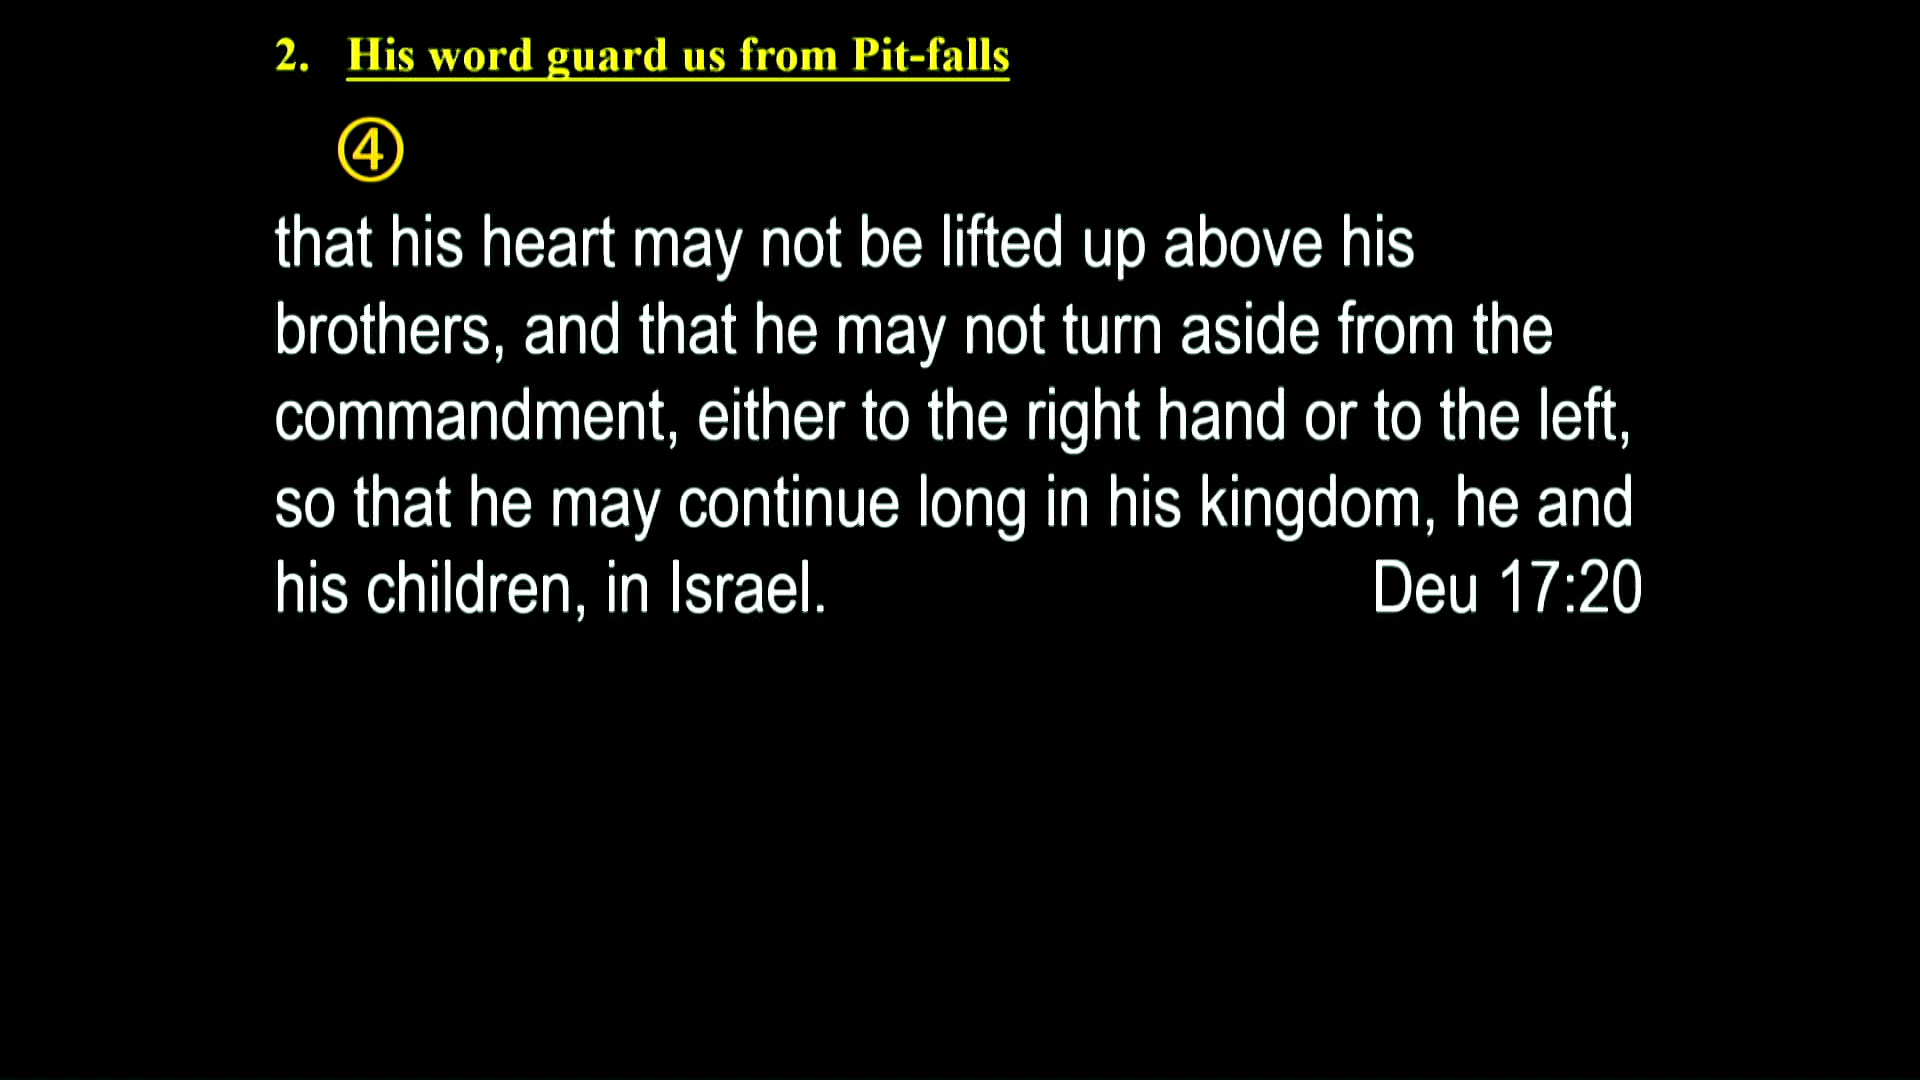 2. His word guard us from Pit-falls
④
that his heart may not be lifted up above his
brothers, and that he may not turn aside from the
commandment, either to the right hand or to the left,
so that he may continue long in his kingdom, he and
his children, in Israel. Deu 17:20